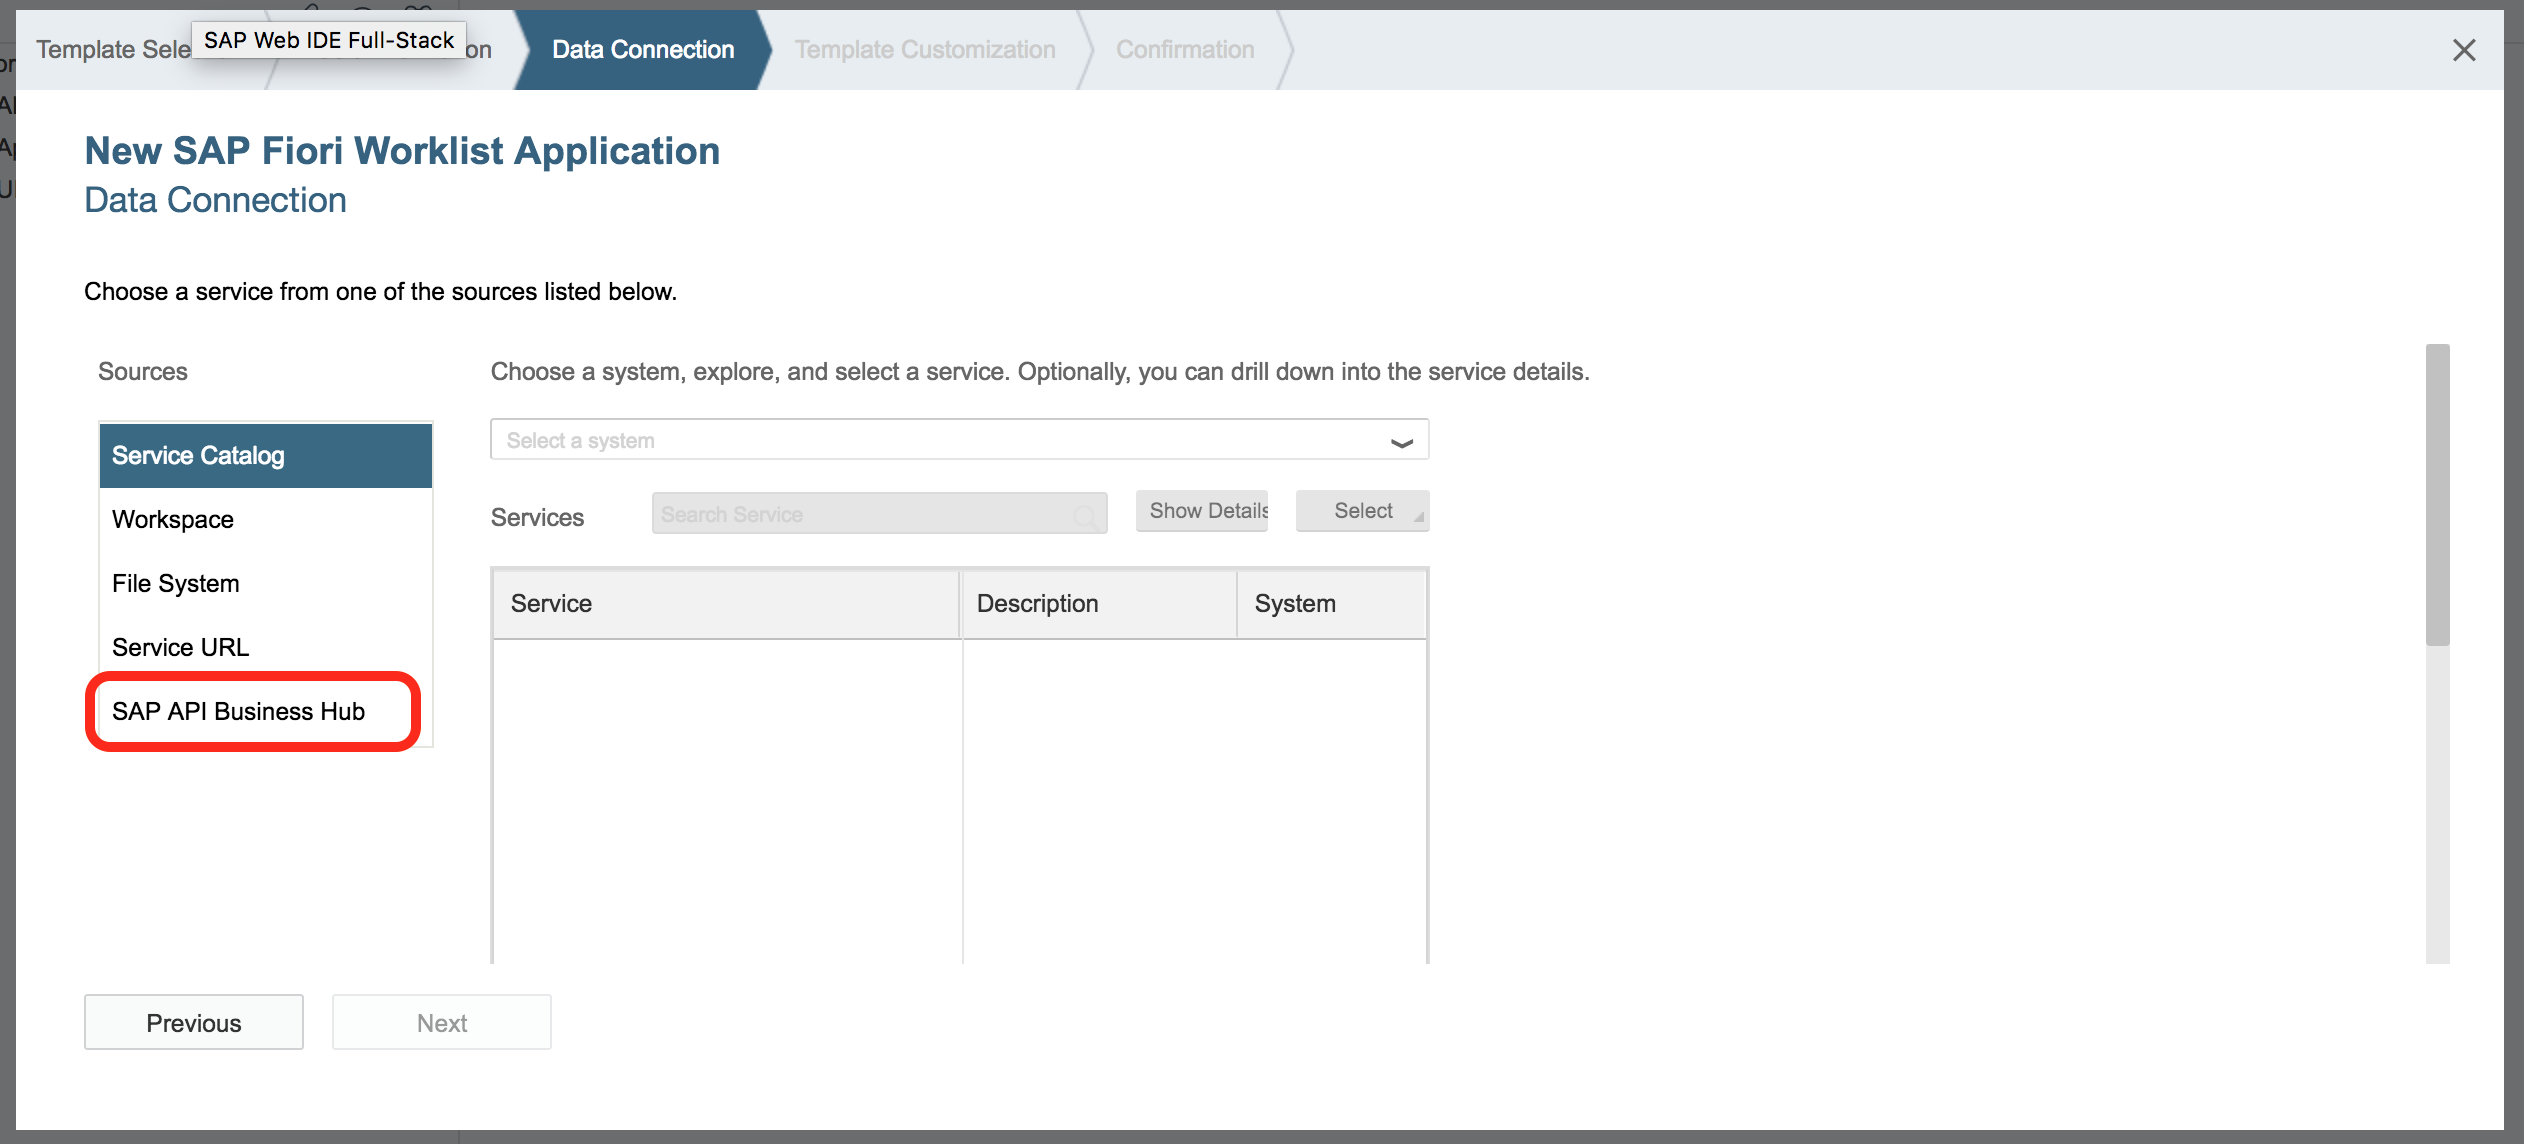 Template Sele
SAP Web IDE Full-Stack
on
Data Connection
Template Customization
Confirmation
New SAP Fiori Worklist Application
Data Connection
Choose a service from one of the sources listed below.
Sources
Choose a system, explore, and select a service. Optionally, you can drill down into the service details.
Service Catalog
Workspace
File System
Service URL
SAP API Business Hub
Select a system
Services
Search Service
Show Details
Select
Service
Description
System
Previous
Next